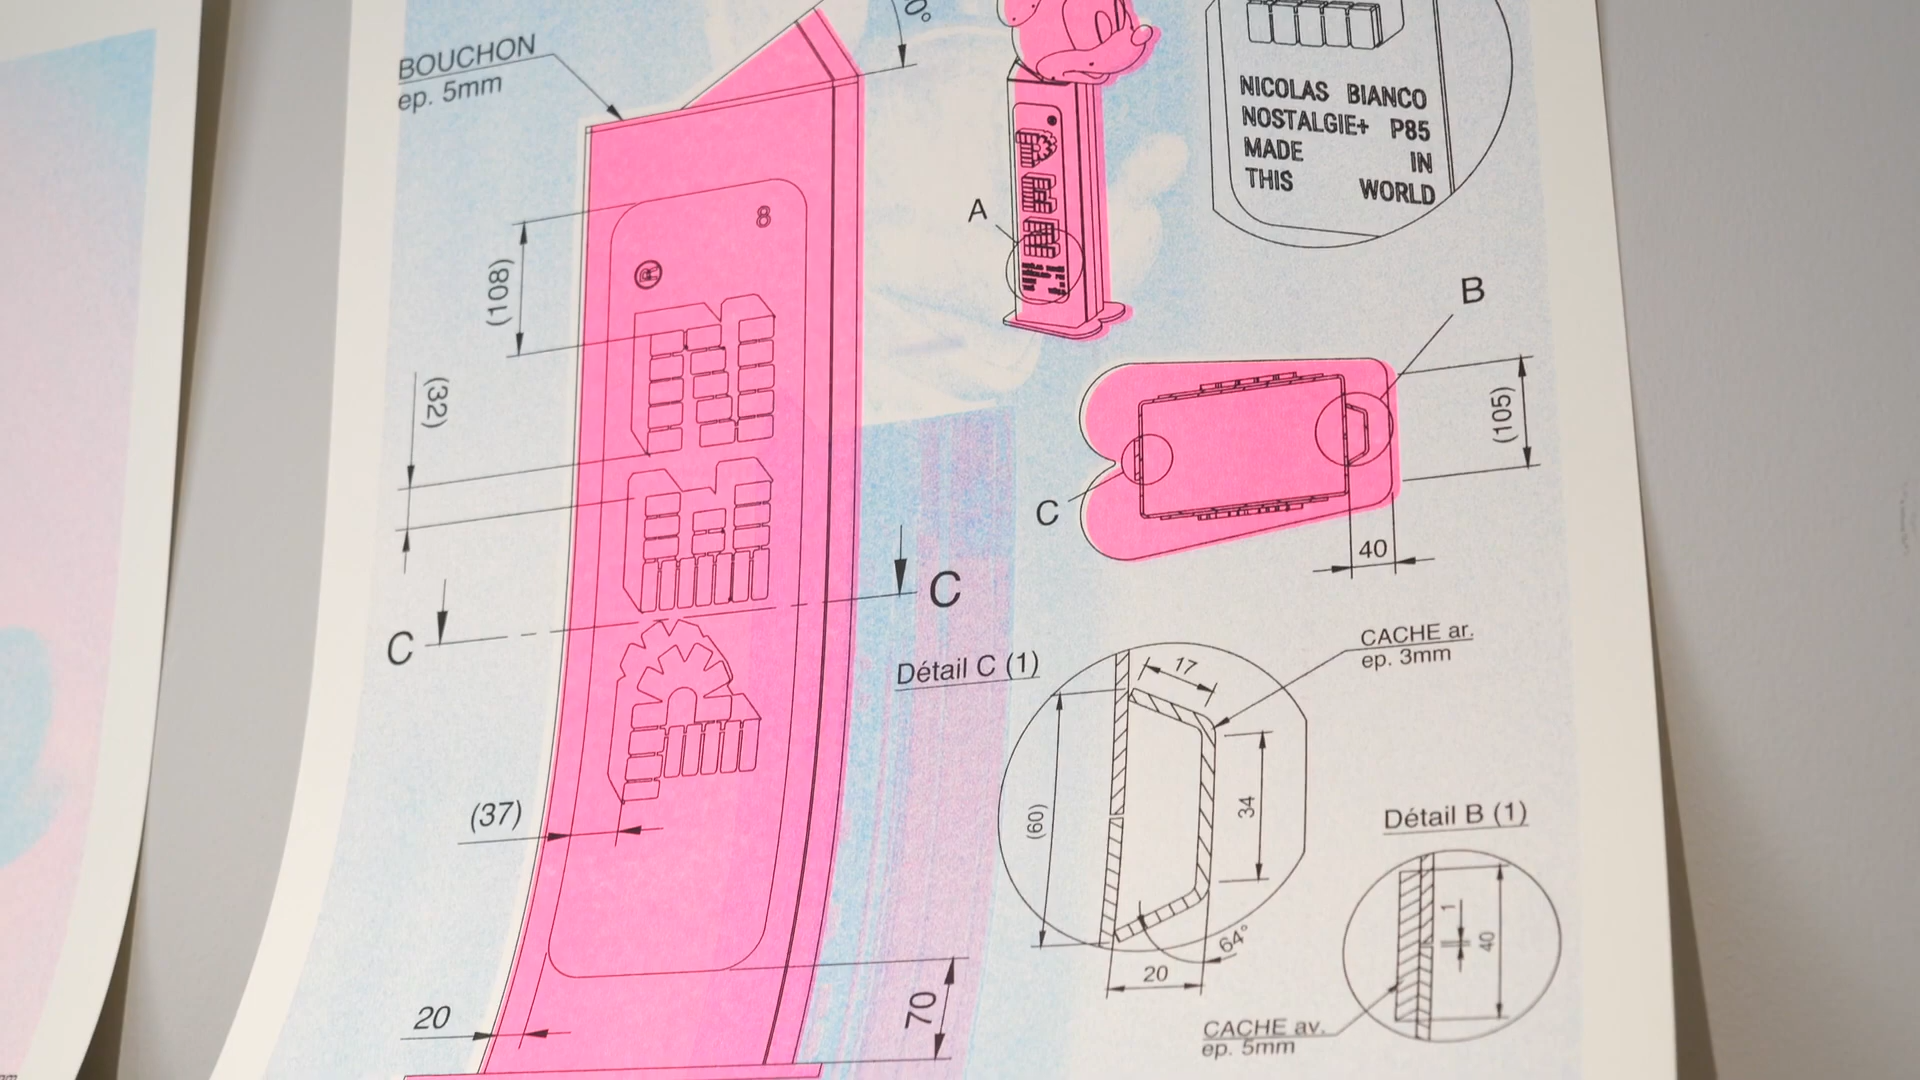 BOUCHON
ep. 5mm
0°
NICOLAS BIANCO
NOSTALGIE+ P85
MADE IN
THIS WORLD
A
8
(108)
(32)
B
(105)
C
40
C
C
CACHE ar.
ep. 3mm
Détail C (1)
17
(60)
34
64°
20
(37)
Détail B (1)
1
40
20
70
CACHE av.
ep. 5mm